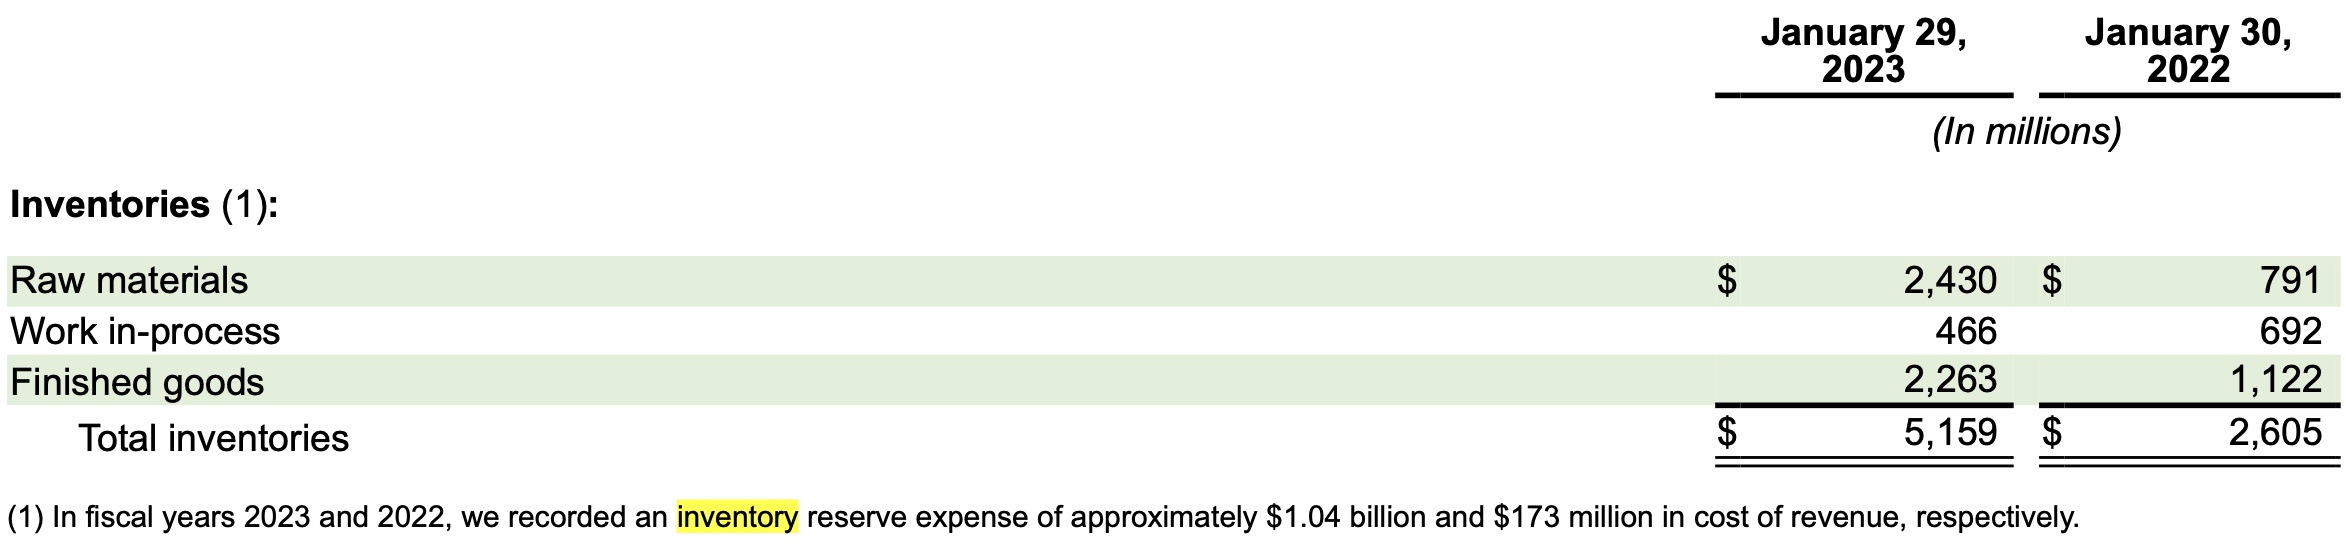 January 29, January 30,
2023 2022
(In millions)
Inventories (1):
Raw materials $ 2,430 $ 791
Work in-process 466 692
Finished goods 2,263 1,122
Total inventories $ 5,159 $ 2,605
(1) In fiscal years 2023 and 2022, we recorded an inventory reserve expense of approximately $1.04 billion and $173 million in cost of revenue, respectively.